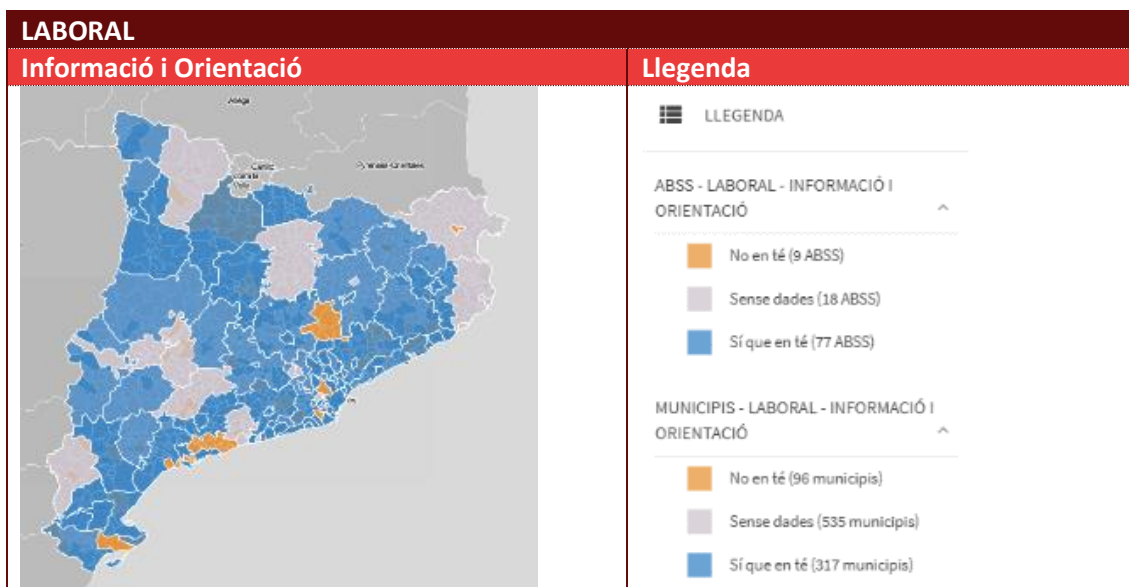 LABORAL
Informació i Orientació
Llegenda
LLEGENDA
ABSS - LABORAL - INFORMACIÓ I
ORIENTACIÓ
No en té (9 ABSS)
Sense dades (18 ABSS)
Sí que en té (77 ABSS)
MUNICIPIS - LABORAL - INFORMACIÓ I
ORIENTACIÓ
No en té (96 municipis)
Sense dades (535 municipis)
Sí que en té (317 municipis)